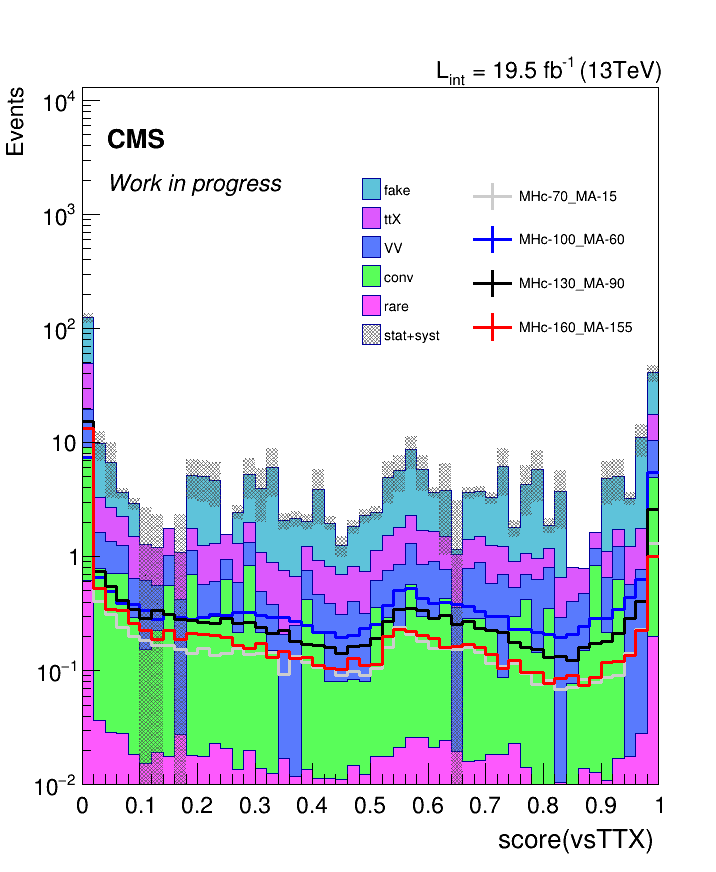 L_int = 19.5 fb^-1 (13TeV)
Events
10^4
CMS
Work in progress
fake
MHc-70_MA-15
ttX
10^3
VV
MHc-100_MA-60
conv
MHc-130_MA-90
rare
MHc-160_MA-155
stat+syst
10^2
10
1
10^-1
10^-2
0 0.1 0.2 0.3 0.4 0.5 0.6 0.7 0.8 0.9 1
score(vsTTX)